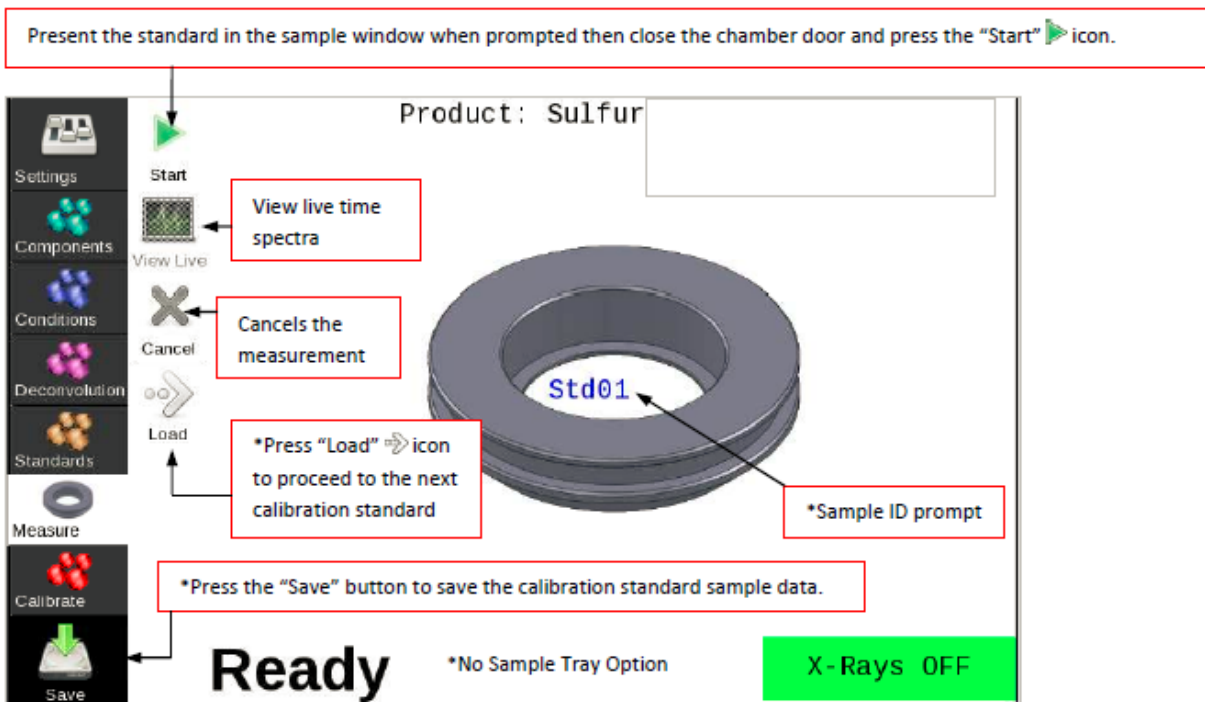 Present the standard in the sample window when prompted then close the chamber door and press the “Start” icon.
Product: Sulfur
Settings
Start
View live time
spectra
Components
View Live
Conditions
Cancels the
measurement
Cancel
Deconvolution
Std01
Load
*Press “Load” icon
to proceed to the next
calibration standard
Standards
*Sample ID prompt
Measure
*Press the “Save” button to save the calibration standard sample data.
Calibrate
Ready
*No Sample Tray Option
X-Rays OFF
Save